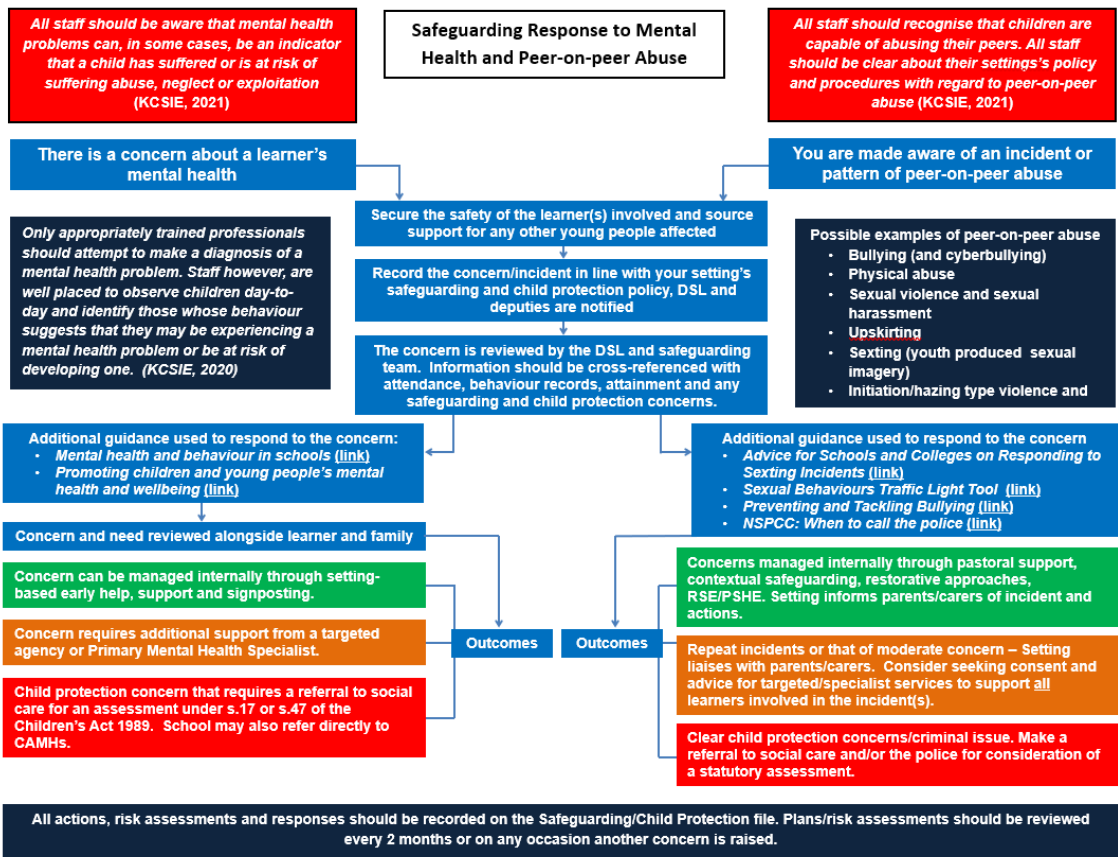 All staff should be aware that mental health
problems can, in some cases, be an indicator
that a child has suffered or is at risk of
suffering abuse, neglect or exploitation
(KCSIE, 2021)
Safeguarding Response to Mental
Health and Peer-on-peer Abuse
All staff should recognise that children are
capable of abusing their peers. All staff
should be clear about their settings's policy
and procedures with regard to peer-on-peer
abuse (KCSIE, 2021)
There is a concern about a learner's
mental health
You are made aware of an incident or
pattern of peer-on-peer abuse
Secure the safety of the learner(s) involved and source
support for any other young people affected
Only appropriately trained professionals
should attempt to make a diagnosis of a
mental health problem. Staff however, are
well placed to observe children day-to-
day and identify those whose behaviour
suggests that they may be experiencing a
mental health problem or be at risk of
developing one. (KCSIE, 2020)
Record the concern/incident in line with your setting's
safeguarding and child protection policy, DSL and
deputies are notified
The concern is reviewed by the DSL and safeguarding
team. Information should be cross-referenced with
attendance, behaviour records, attainment and any
safeguarding and child protection concerns.
Possible examples of peer-on-peer abuse
• Bullying (and cyberbullying)
• Physical abuse
• Sexual violence and sexual
harassment
• Upskirting
• Sexting (youth produced sexual
imagery)
• Initiation/hazing type violence and
Additional guidance used to respond to the concern:
• Mental health and behaviour in schools (link)
• Promoting children and young people's mental
health and wellbeing (link)
Additional guidance used to respond to the concern
• Advice for Schools and Colleges on Responding to
Sexting Incidents (link)
• Sexual Behaviours Traffic Light Tool (link)
• Preventing and Tackling Bullying (link)
• NSPCC: When to call the police (link)
Concern and need reviewed alongside learner and family
Concern can be managed internally through setting-
based early help, support and signposting.
Concern requires additional support from a targeted
agency or Primary Mental Health Specialist.
Child protection concern that requires a referral to social
care for an assessment under s.17 or s.47 of the
Children's Act 1989. School may also refer directly to
CAMHs.
Outcomes
Outcomes
Concerns managed internally through pastoral support,
contextual safeguarding, restorative approaches,
RSE/PSHE. Setting informs parents/carers of incident and
actions.
Repeat incidents or that of moderate concern – Setting
liaises with parents/carers. Consider seeking consent and
advice for targeted/specialist services to support all
learners involved in the incident(s).
Clear child protection concerns/criminal issue. Make a
referral to social care and/or the police for consideration of
a statutory assessment.
All actions, risk assessments and responses should be recorded on the Safeguarding/Child Protection file. Plans/risk assessments should be reviewed
every 2 months or on any occasion another concern is raised.